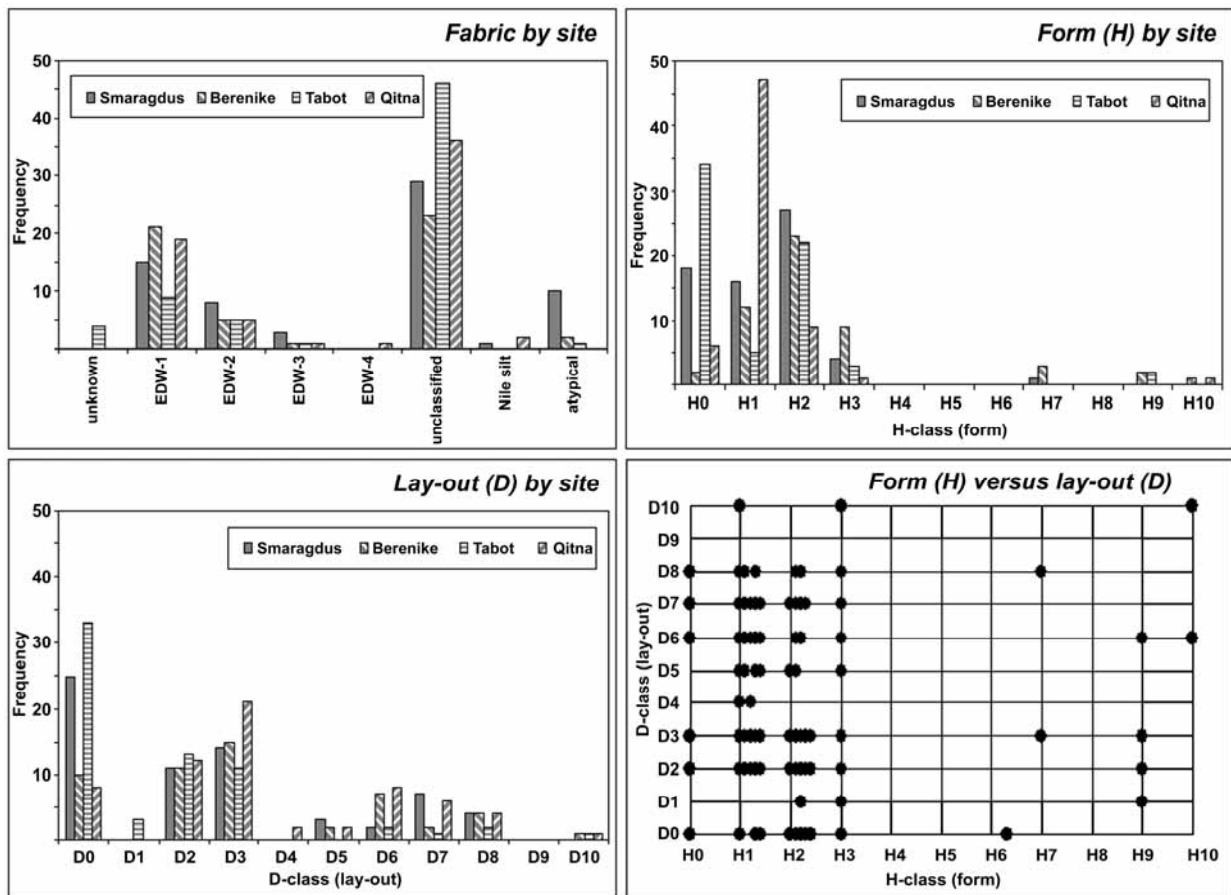 Fabric by site
50
40
30
20
10
Frequency
Smaragdus Berenike Tabot Qitna
unknown EDW-1 EDW-2 EDW-3 EDW-4 unclassified Nile silt atypical
Form (H) by site
50
40
30
20
10
Frequency
Smaragdus Berenike Tabot Qitna
H0 H1 H2 H3 H4 H5 H6 H7 H8 H9 H10
H-class (form)
Lay-out (D) by site
50
40
30
20
10
Frequency
Smaragdus Berenike Tabot Qitna
D0 D1 D2 D3 D4 D5 D6 D7 D8 D9 D10
D-class (lay-out)
Form (H) versus lay-out (D)
D10
D9
D8
D7
D6
D5
D4
D3
D2
D1
D0
D-class (lay-out)
H0 H1 H2 H3 H4 H5 H6 H7 H8 H9 H10
H-class (form)